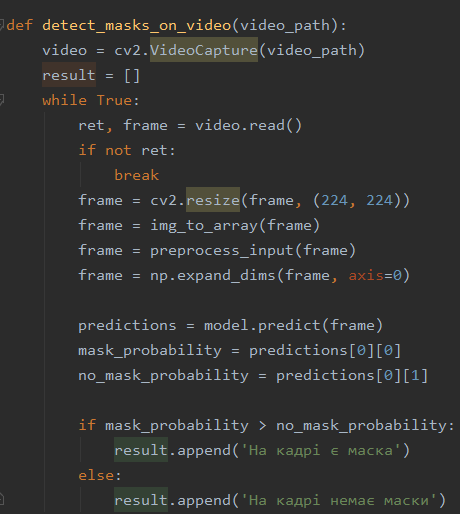 def detect_masks_on_video(video_path):
    video = cv2.VideoCapture(video_path)
    result = []
    while True:
        ret, frame = video.read()
        if not ret:
            break
        frame = cv2.resize(frame, (224, 224))
        frame = img_to_array(frame)
        frame = preprocess_input(frame)
        frame = np.expand_dims(frame, axis=0)

        predictions = model.predict(frame)
        mask_probability = predictions[0][0]
        no_mask_probability = predictions[0][1]

        if mask_probability > no_mask_probability:
            result.append('На кадрі є маска')
        else:
            result.append('На кадрі немає маски')